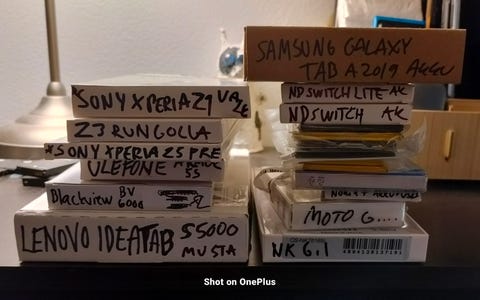 SONY XPERIA Z1
Z3 RUNGOLLA
*SONY XPERIA Z5 PRE
ULEFONE
S5
Blackview BV
6000
LENOVO IDEATAB S5000
MUSTA
SAMSUNG GALAXY
TAB A 2019 AKKU
ND SWITCH LITE AK
ND SWITCH AK
MOTO G....
NK 6.1
Shot on OnePlus